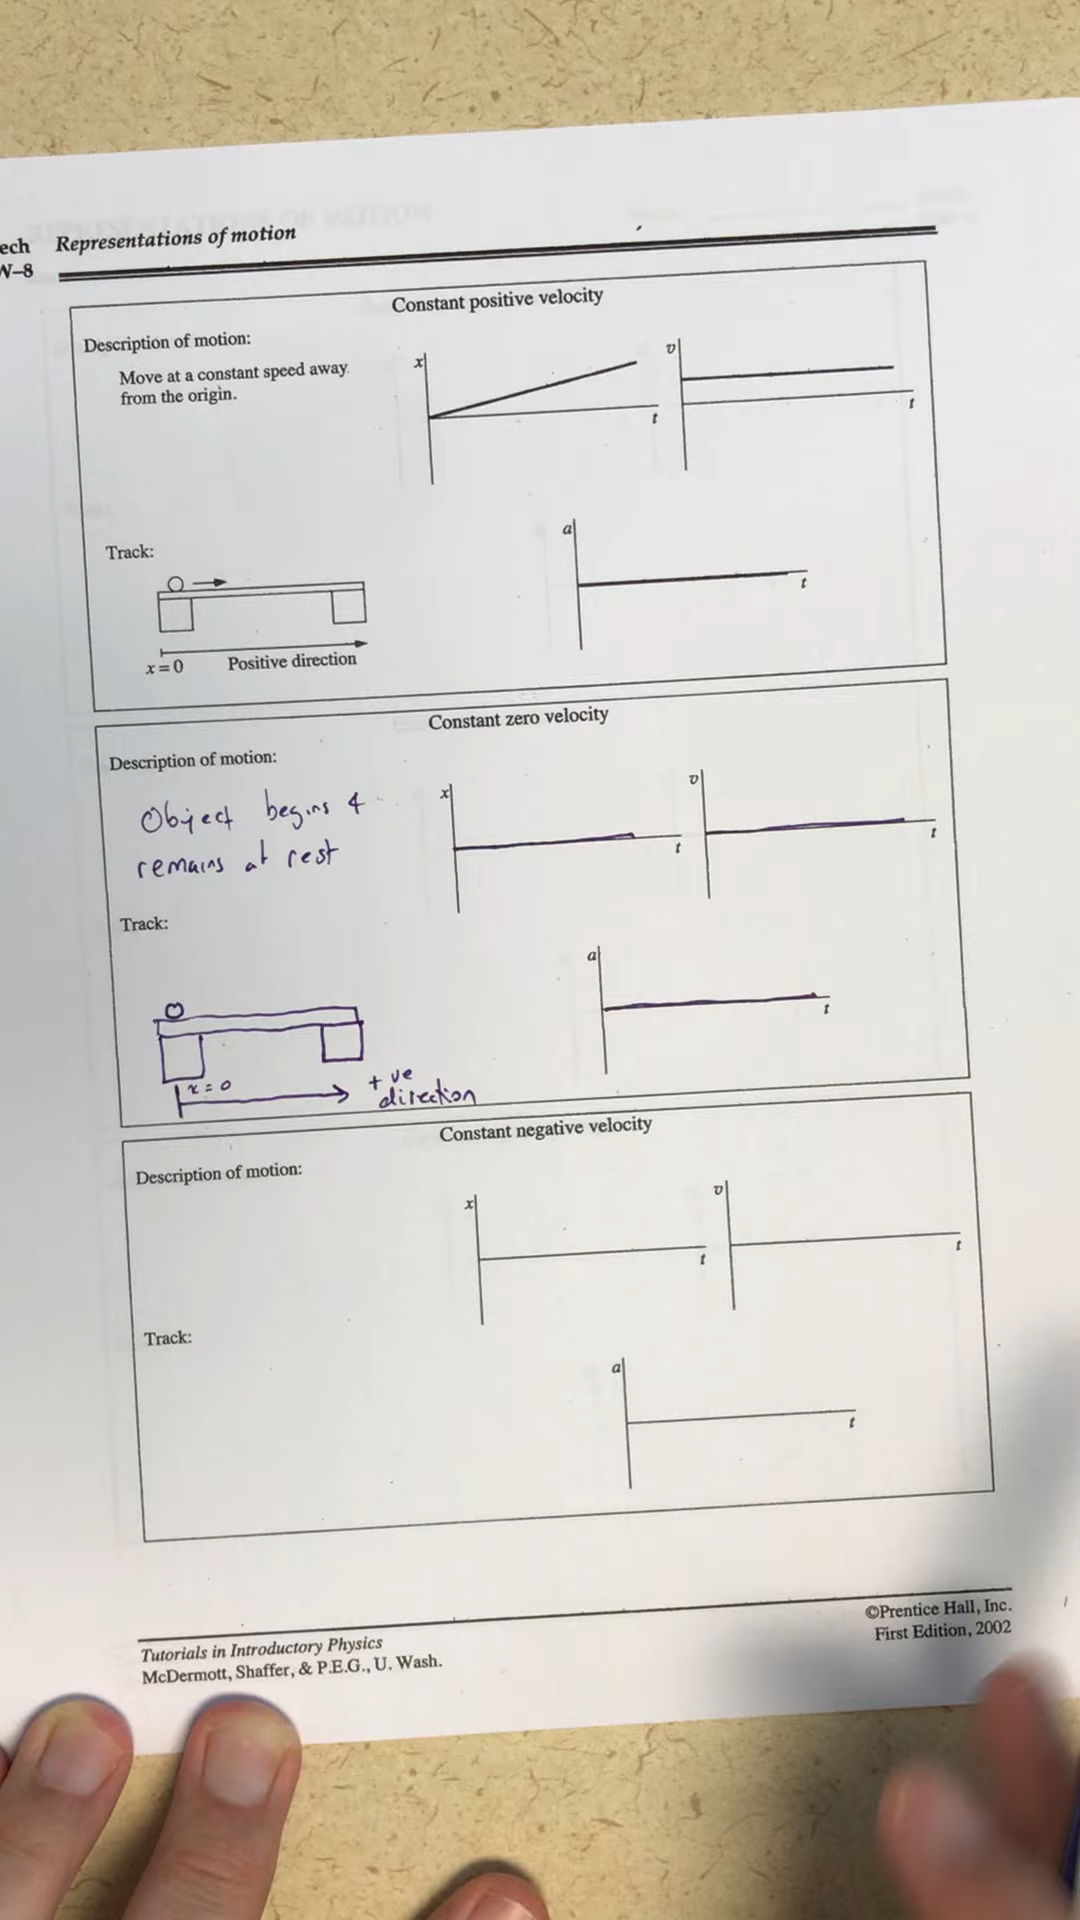 ech Representations of motion
W–8
Constant positive velocity
Description of motion:
Move at a constant speed away
from the origin.
x
t
v
t
Track:
a
t
x = 0 Positive direction
Constant zero velocity
Description of motion:
Object begins &
remains at rest
x
t
v
t
Track:
a
t
x = 0
+ve
direction
Constant negative velocity
Description of motion:
x
t
v
t
Track:
a
t
Tutorials in Introductory Physics
McDermott, Shaffer, & P.E.G., U. Wash.
©Prentice Hall, Inc.
First Edition, 2002